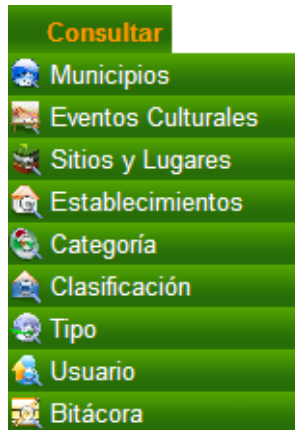 Consultar
Municipios
Eventos Culturales
Sitios y Lugares
Establecimientos
Categoría
Clasificación
Tipo
Usuario
Bitácora